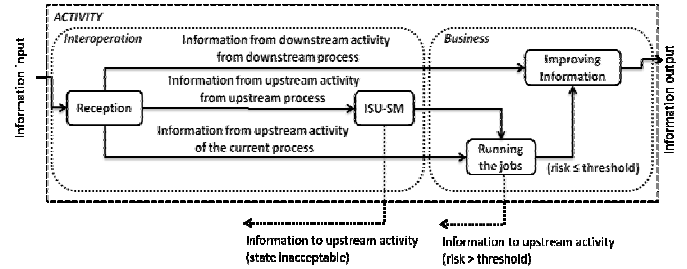 ACTIVITY
Interoperation
Business
Information from downstream activity
from downstream process
Improving
Information
Information from upstream activity
from upstream process
Reception
ISU-SM
Information from upstream activity
of the current process
Running
the jobs
(risk ≤ threshold)
Information input
Information output
Information to upstream activity
(state inacceptable)
Information to upstream activity
(risk > threshold)